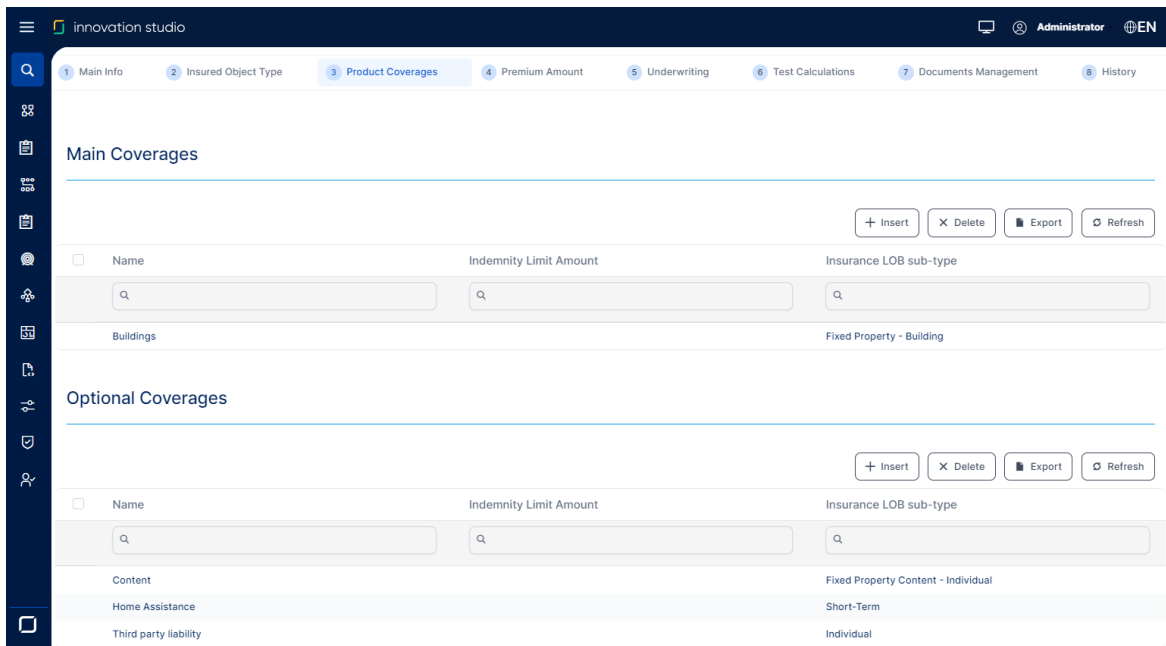 innovation studio Administrator EN
1 Main Info 2 Insured Object Type 3 Product Coverages 4 Premium Amount 5 Underwriting 6 Test Calculations 7 Documents Management 8 History
Main Coverages
+ Insert × Delete Export Refresh
Name Indemnity Limit Amount Insurance LOB sub-type
Buildings Fixed Property - Building
Optional Coverages
+ Insert × Delete Export Refresh
Name Indemnity Limit Amount Insurance LOB sub-type
Content Fixed Property Content - Individual
Home Assistance Short-Term
Third party liability Individual